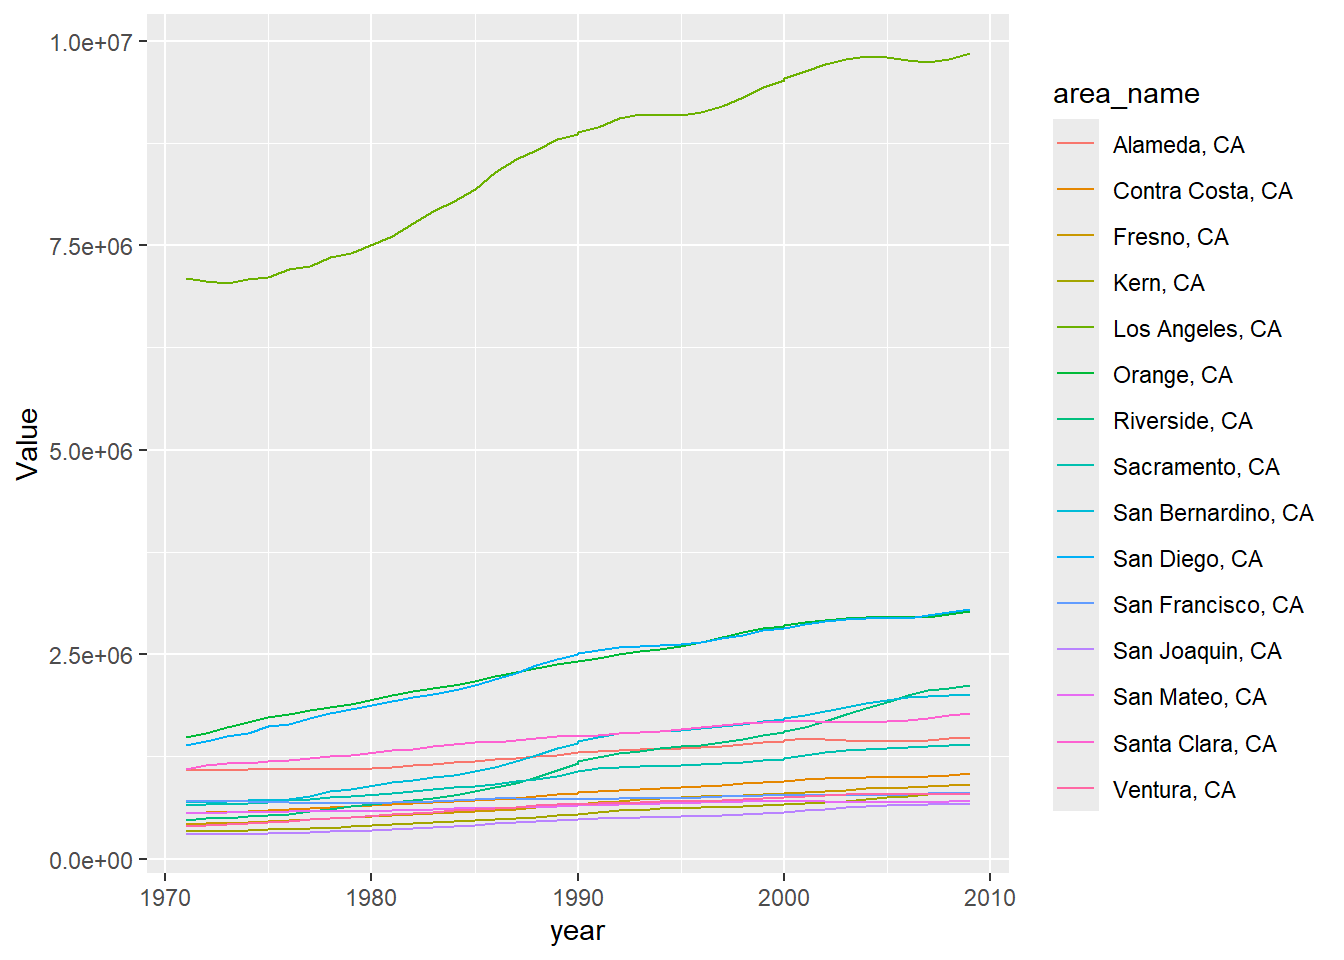 1.0e+07
7.5e+06
5.0e+06
2.5e+06
0.0e+00
Value
1970 1980 1990 2000 2010
year
area_name
Alameda, CA
Contra Costa, CA
Fresno, CA
Kern, CA
Los Angeles, CA
Orange, CA
Riverside, CA
Sacramento, CA
San Bernardino, CA
San Diego, CA
San Francisco, CA
San Joaquin, CA
San Mateo, CA
Santa Clara, CA
Ventura, CA